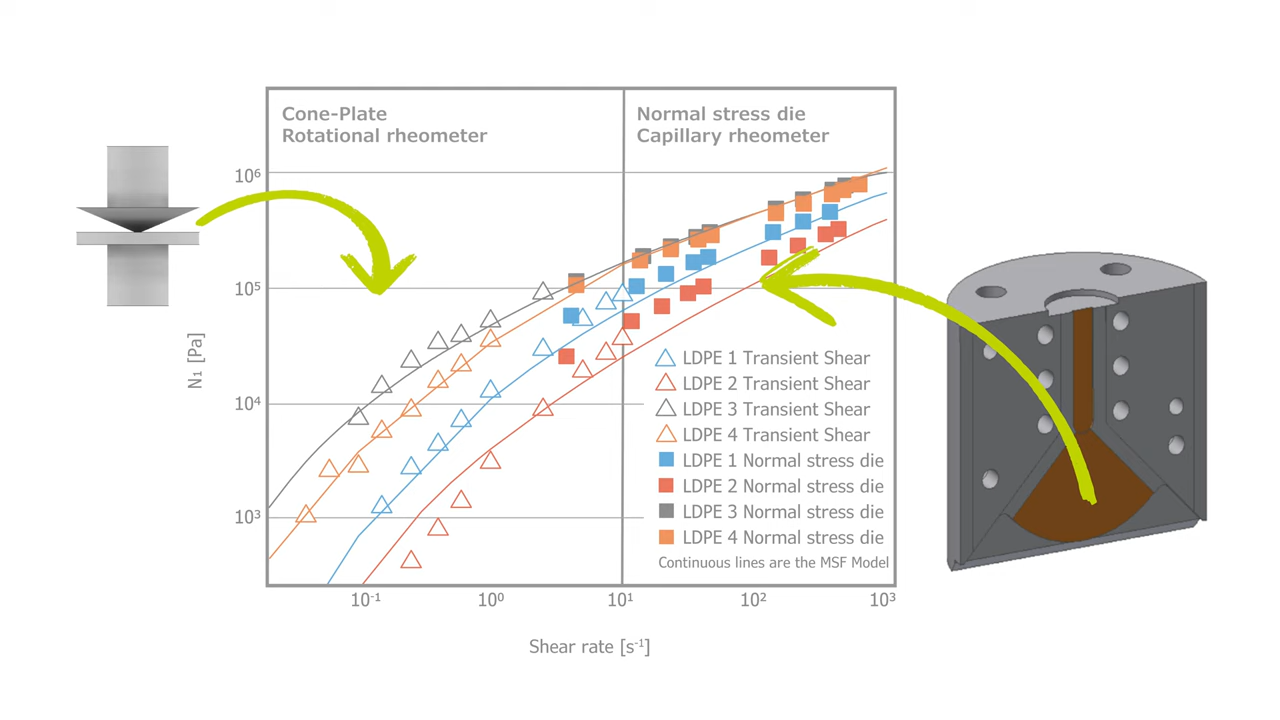 Cone-Plate
Rotational rheometer
Normal stress die
Capillary rheometer
10⁶
10⁵
10⁴
10³
N₁ [Pa]
LDPE 1 Transient Shear
LDPE 2 Transient Shear
LDPE 3 Transient Shear
LDPE 4 Transient Shear
LDPE 1 Normal stress die
LDPE 2 Normal stress die
LDPE 3 Normal stress die
LDPE 4 Normal stress die
Continuous lines are the MSF Model
10⁻¹ 10⁰ 10¹ 10² 10³
Shear rate [s⁻¹]